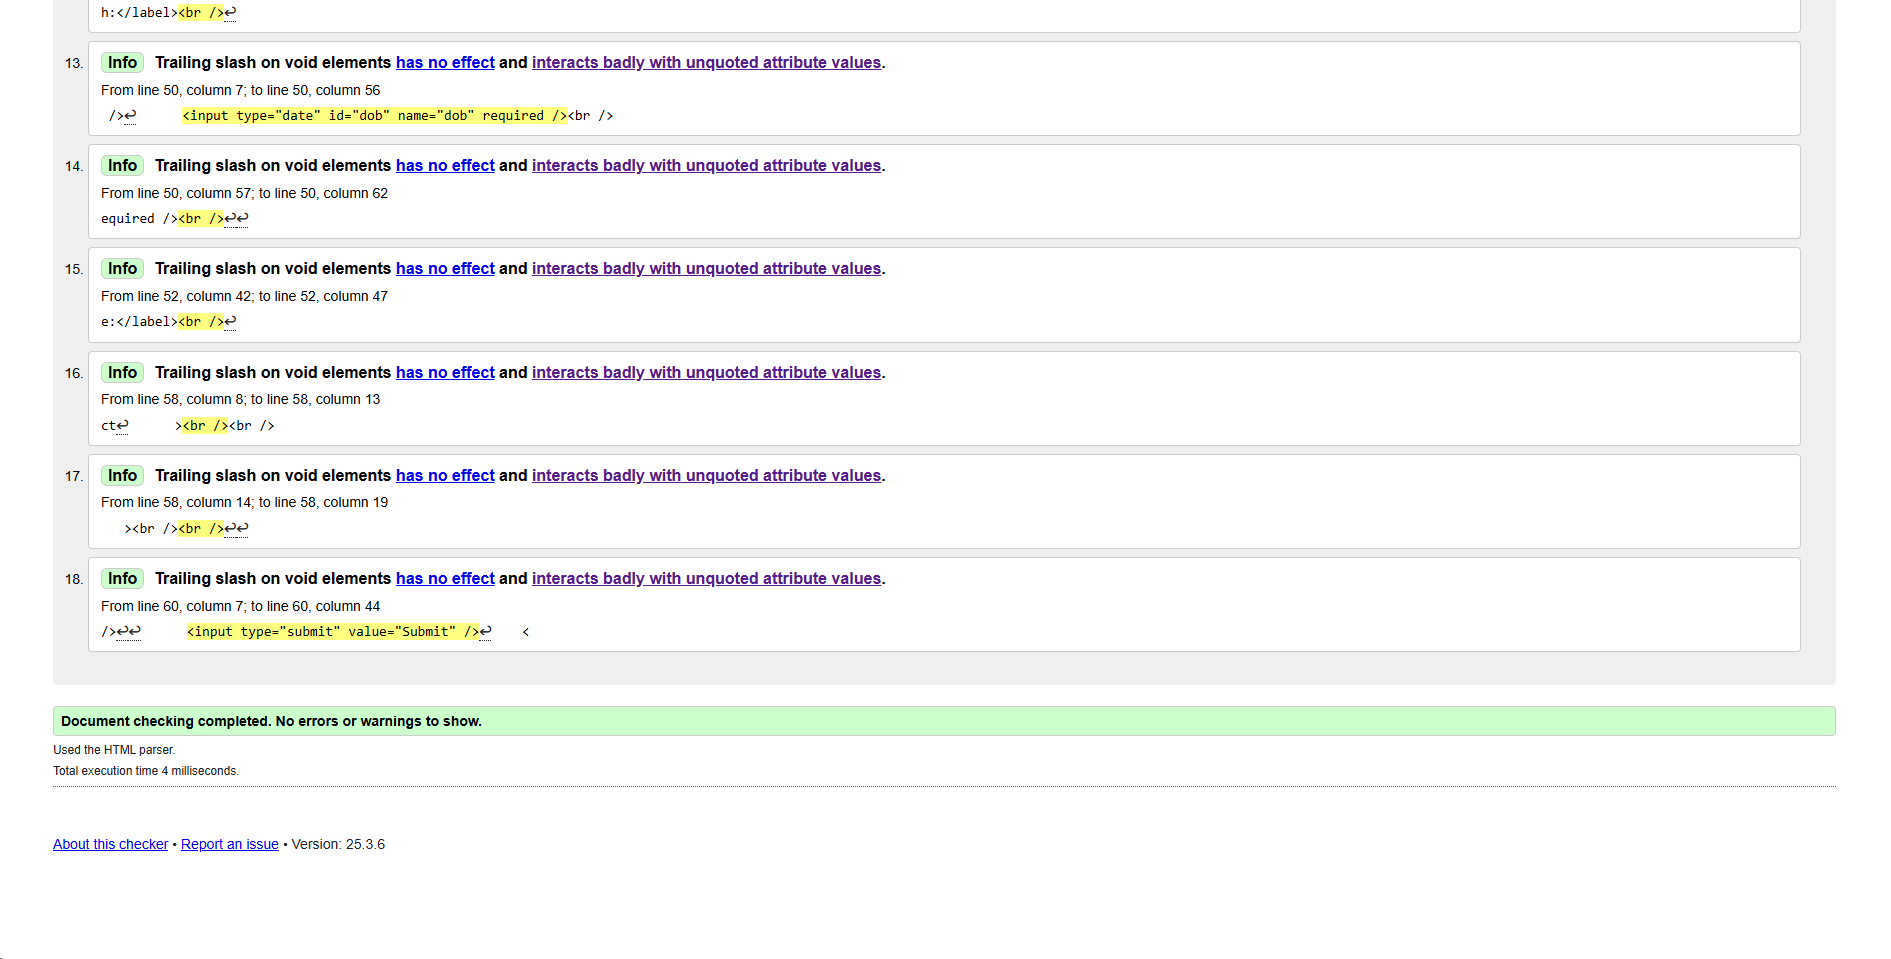 h:</label><br />↩
13. Info Trailing slash on void elements has no effect and interacts badly with unquoted attribute values.
From line 50, column 7; to line 50, column 56
/>↩ <input type="date" id="dob" name="dob" required /><br />
14. Info Trailing slash on void elements has no effect and interacts badly with unquoted attribute values.
From line 50, column 57; to line 50, column 62
equired /><br />↩↩
15. Info Trailing slash on void elements has no effect and interacts badly with unquoted attribute values.
From line 52, column 42; to line 52, column 47
e:</label><br />↩
16. Info Trailing slash on void elements has no effect and interacts badly with unquoted attribute values.
From line 58, column 8; to line 58, column 13
ct↩ ><br /><br />
17. Info Trailing slash on void elements has no effect and interacts badly with unquoted attribute values.
From line 58, column 14; to line 58, column 19
><br /><br />↩↩
18. Info Trailing slash on void elements has no effect and interacts badly with unquoted attribute values.
From line 60, column 7; to line 60, column 44
/>↩↩ <input type="submit" value="Submit" />↩ <
Document checking completed. No errors or warnings to show.
Used the HTML parser.
Total execution time 4 milliseconds.
About this checker • Report an issue • Version: 25.3.6